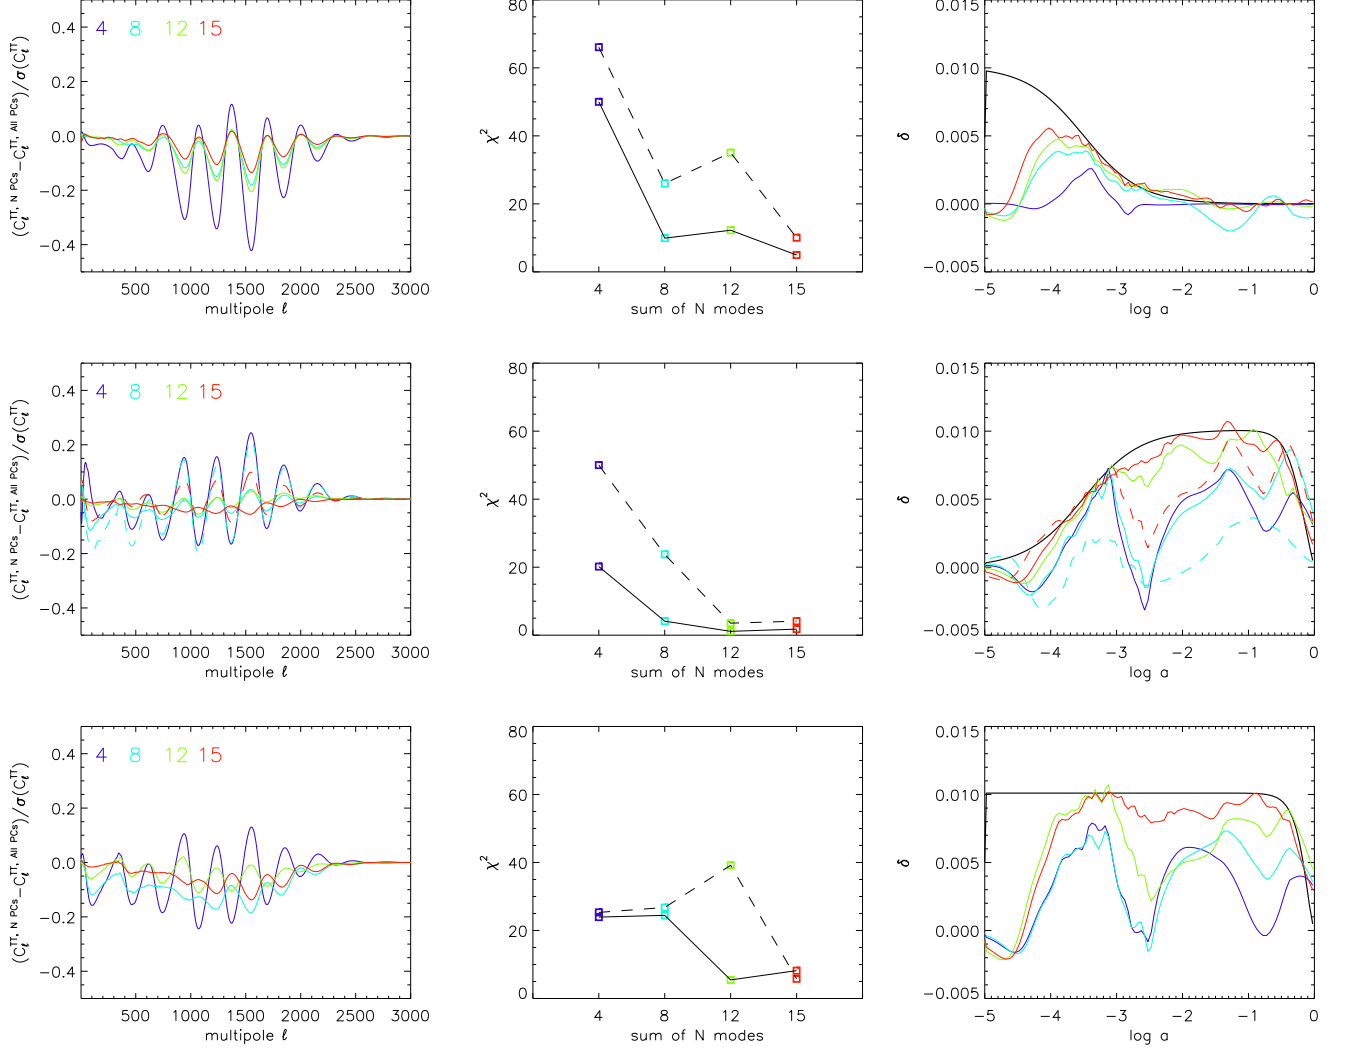 (C_ℓ^{TT, N PCs}−C_ℓ^{TT, All PCs})/σ(C_ℓ^{TT})
0.4
0.2
0.0
−0.2
−0.4
4 8 12 15
500 1000 1500 2000 2500 3000
multipole ℓ
χ²
80
60
40
20
0
4 8 12 15
sum of N modes
δ
0.015
0.010
0.005
0.000
−0.005
−5 −4 −3 −2 −1 0
log a
(C_ℓ^{TT, N PCs}−C_ℓ^{TT, All PCs})/σ(C_ℓ^{TT})
0.4
0.2
0.0
−0.2
−0.4
4 8 12 15
500 1000 1500 2000 2500 3000
multipole ℓ
χ²
80
60
40
20
0
4 8 12 15
sum of N modes
δ
0.015
0.010
0.005
0.000
−0.005
−5 −4 −3 −2 −1 0
log a
(C_ℓ^{TT, N PCs}−C_ℓ^{TT, All PCs})/σ(C_ℓ^{TT})
0.4
0.2
0.0
−0.2
−0.4
4 8 12 15
500 1000 1500 2000 2500 3000
multipole ℓ
χ²
80
60
40
20
0
4 8 12 15
sum of N modes
δ
0.015
0.010
0.005
0.000
−0.005
−5 −4 −3 −2 −1 0
log a